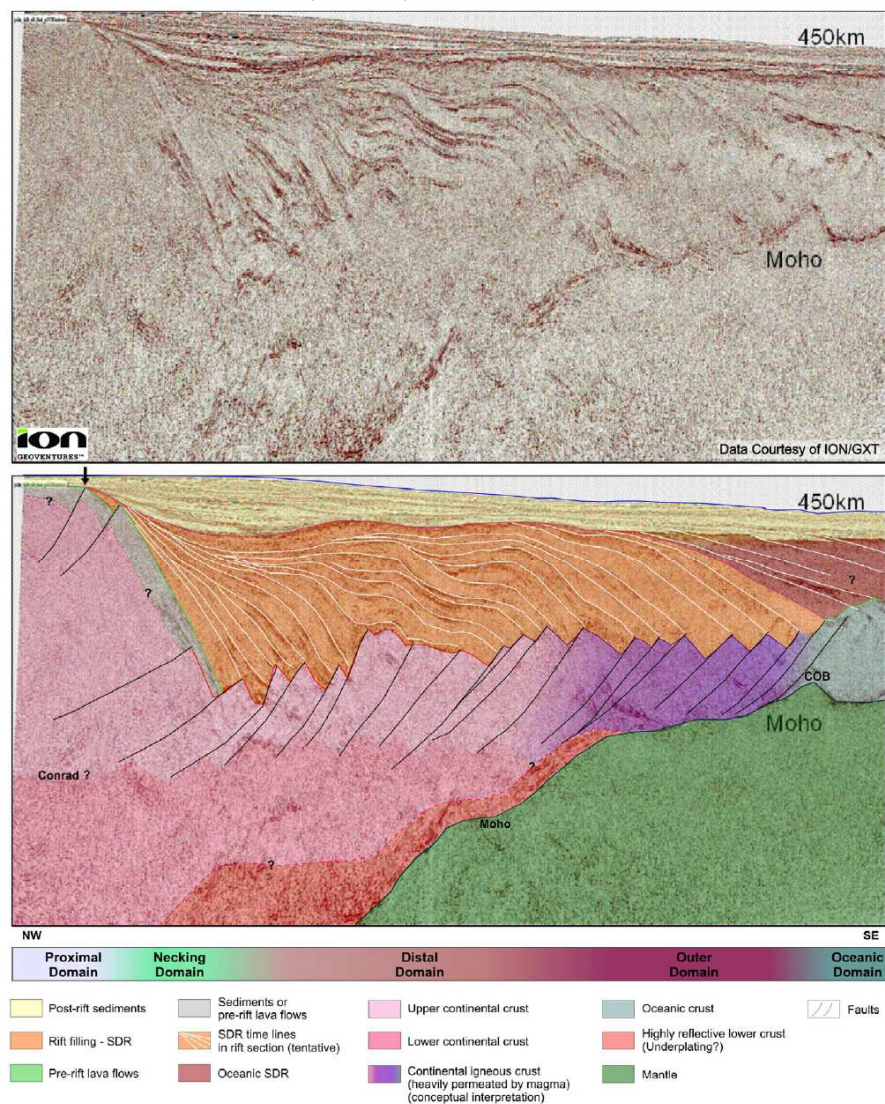 450km
Moho
ion
GEOVENTURES™
Data Courtesy of ION/GXT
450km
?
?
?
COB
Moho
Conrad ?
?
Moho
?
NW
SE
Proximal Domain
Necking Domain
Distal Domain
Outer Domain
Oceanic Domain
Post-rift sediments
Sediments or
pre-rift lava flows
Upper continental crust
Oceanic crust
Faults
Rift filling - SDR
SDR time lines
in rift section (tentative)
Lower continental crust
Highly reflective lower crust
(Underplating?)
Pre-rift lava flows
Oceanic SDR
Continental igneous crust
(heavily permeated by magma)
(conceptual interpretation)
Mantle